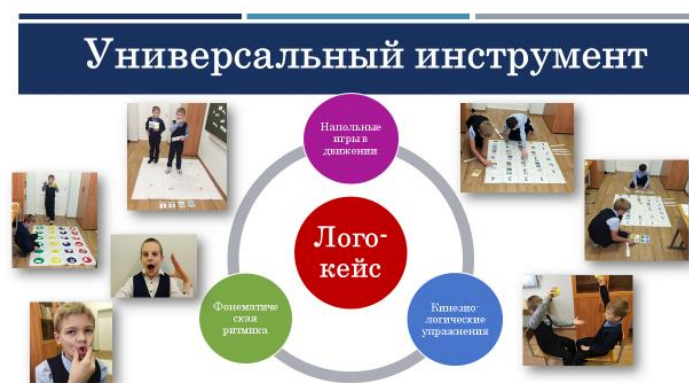 Универсальный инструмент
Напольные
игры в
движении
Лого-
кейс
Фонематиче
ская
ритмика
Кинезио-
логические
упражнения